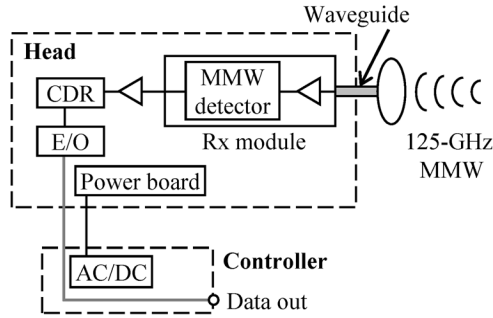 Waveguide
Head
CDR
MMW
detector
E/O
Rx module
125-GHz
MMW
Power board
Controller
AC/DC
Data out